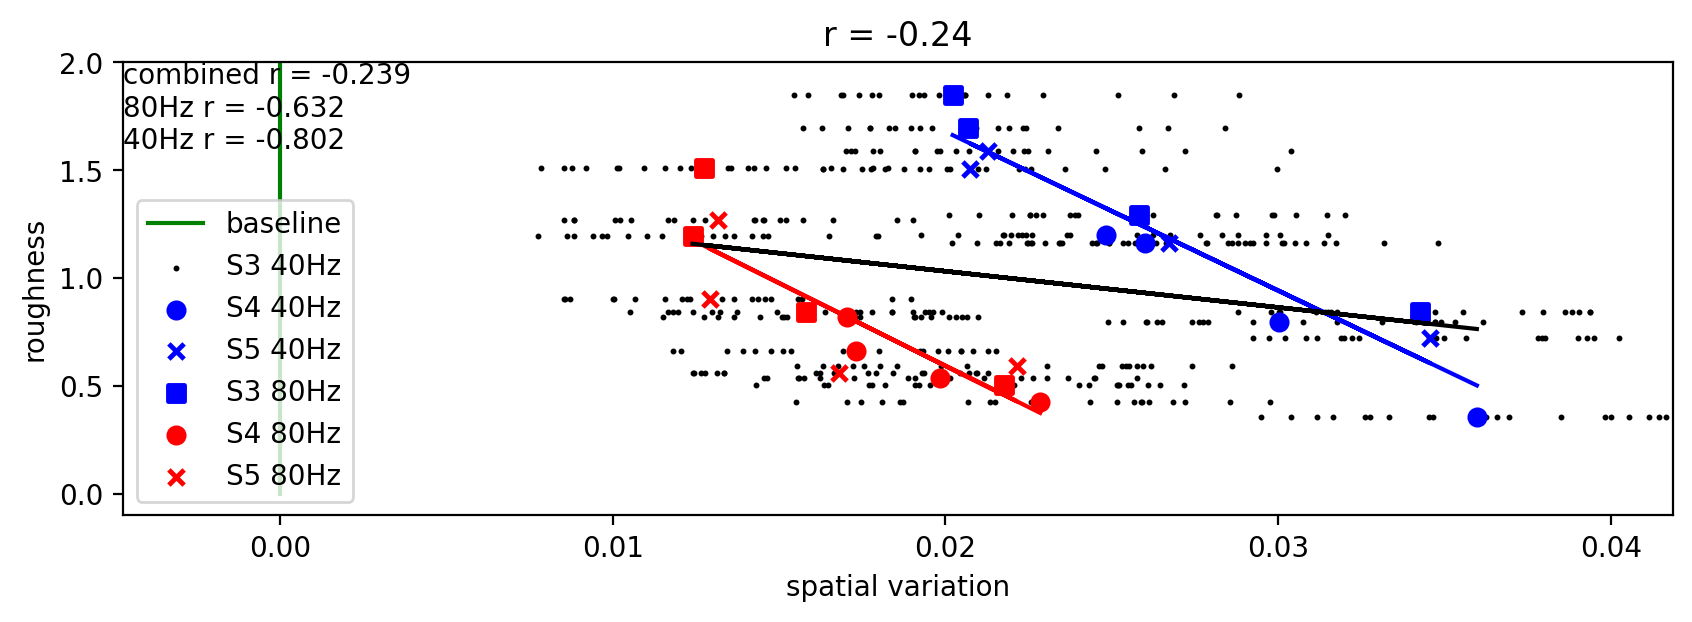 r = -0.24
combined r = -0.239
80Hz r = -0.632
40Hz r = -0.802
baseline
S3 40Hz
S4 40Hz
S5 40Hz
S3 80Hz
S4 80Hz
S5 80Hz
roughness
2.0
1.5
1.0
0.5
0.0
0.00 0.01 0.02 0.03 0.04
spatial variation